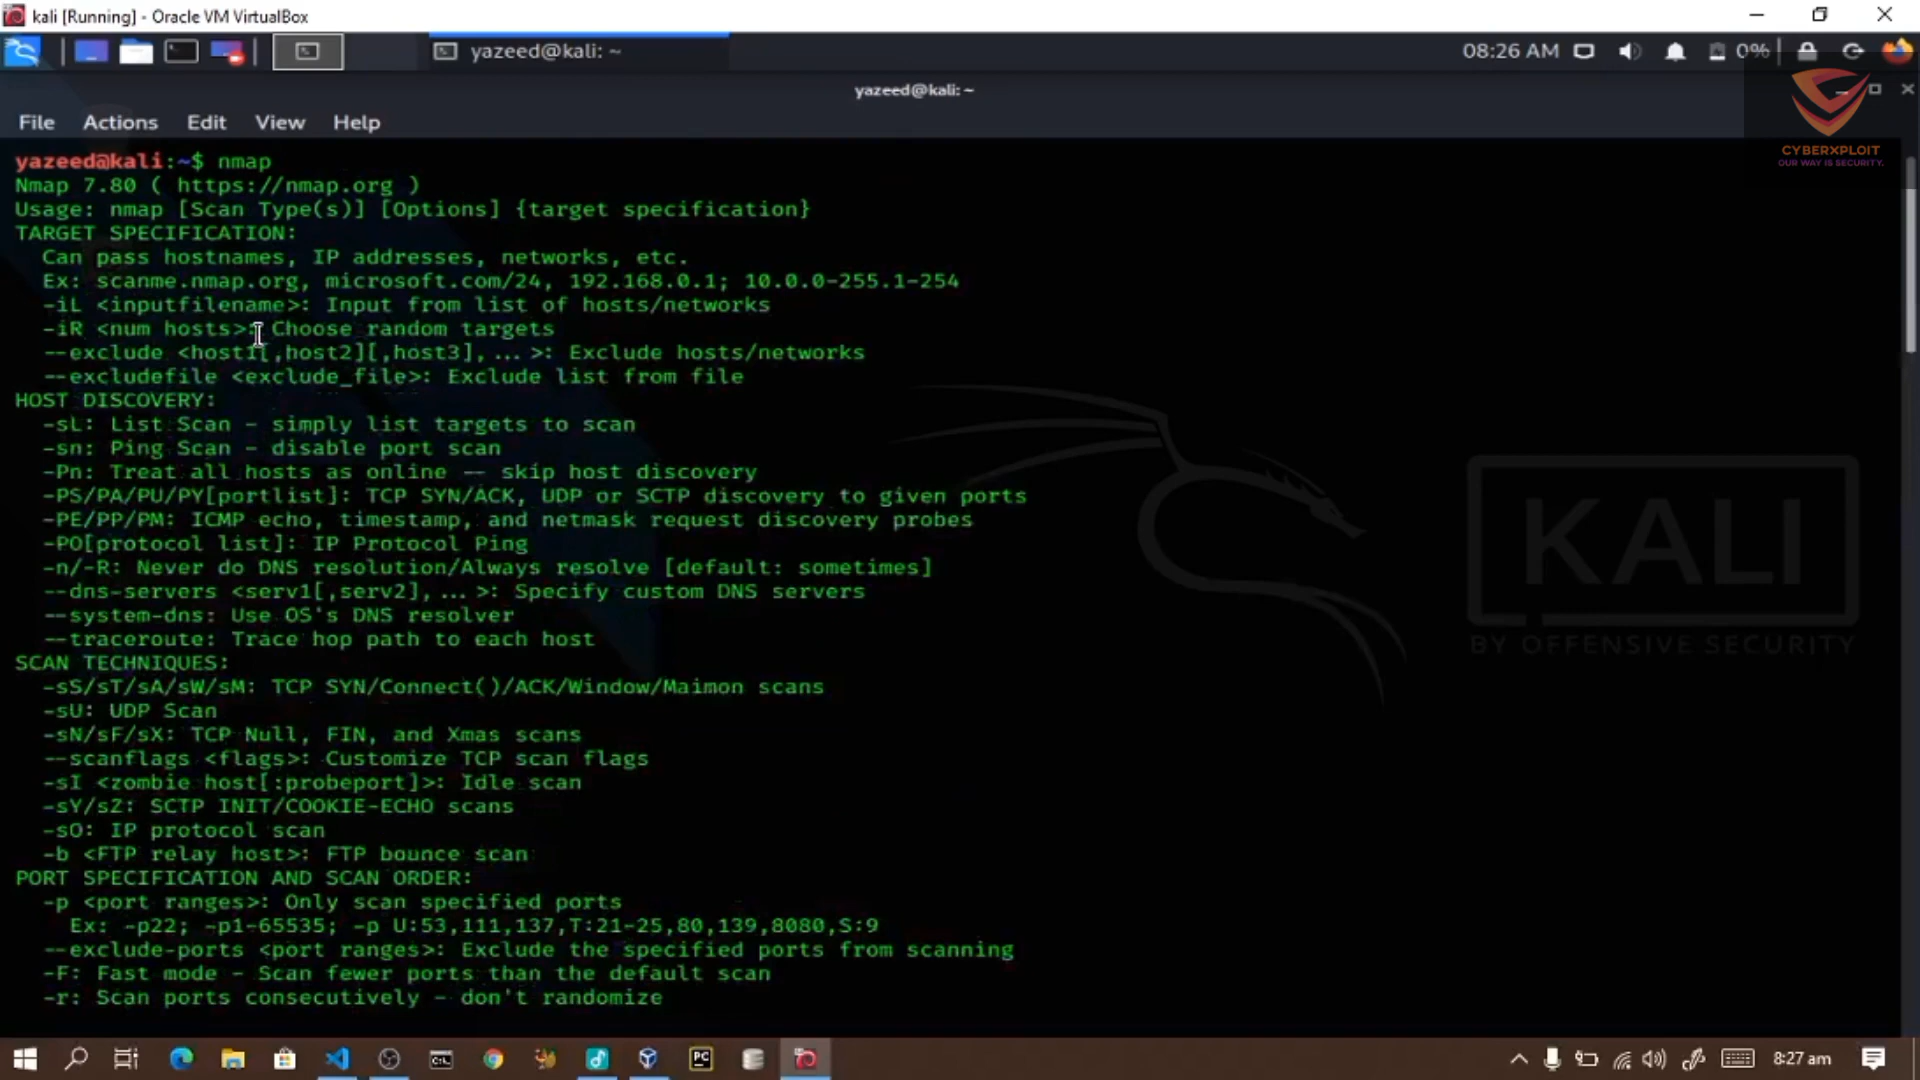 kali [Running] - Oracle VM VirtualBox
yazeed@kali: ~
08:26 AM
0%
yazeed@kali: ~
File Actions Edit View Help
CYBERXPLOIT
OUR WAY IS SECURITY.
yazeed@kali:~$ nmap
Nmap 7.80 ( https://nmap.org )
Usage: nmap [Scan Type(s)] [Options] {target specification}
TARGET SPECIFICATION:
Can pass hostnames, IP addresses, networks, etc.
Ex: scanme.nmap.org, microsoft.com/24, 192.168.0.1; 10.0.0-255.1-254
-iL <inputfilename>: Input from list of hosts/networks
-iR <num hosts>: Choose random targets
--exclude <host1[,host2][,host3],...>: Exclude hosts/networks
--excludefile <exclude_file>: Exclude list from file
HOST DISCOVERY:
-sL: List Scan - simply list targets to scan
-sn: Ping Scan - disable port scan
-Pn: Treat all hosts as online -- skip host discovery
-PS/PA/PU/PY[portlist]: TCP SYN/ACK, UDP or SCTP discovery to given ports
-PE/PP/PM: ICMP echo, timestamp, and netmask request discovery probes
-PO[protocol list]: IP Protocol Ping
-n/-R: Never do DNS resolution/Always resolve [default: sometimes]
--dns-servers <serv1[,serv2],...>: Specify custom DNS servers
--system-dns: Use OS's DNS resolver
--traceroute: Trace hop path to each host
SCAN TECHNIQUES:
-sS/sT/sA/sW/sM: TCP SYN/Connect()/ACK/Window/Maimon scans
-sU: UDP Scan
-sN/sF/sX: TCP Null, FIN, and Xmas scans
--scanflags <flags>: Customize TCP scan flags
-sI <zombie host[:probeport]>: Idle scan
-sY/sZ: SCTP INIT/COOKIE-ECHO scans
-sO: IP protocol scan
-b <FTP relay host>: FTP bounce scan
PORT SPECIFICATION AND SCAN ORDER:
-p <port ranges>: Only scan specified ports
Ex: -p22; -p1-65535; -p U:53,111,137,T:21-25,80,139,8080,S:9
--exclude-ports <port ranges>: Exclude the specified ports from scanning
-F: Fast mode - Scan fewer ports than the default scan
-r: Scan ports consecutively - don't randomize
KALI
BY OFFENSIVE SECURITY
PC
8:27 am